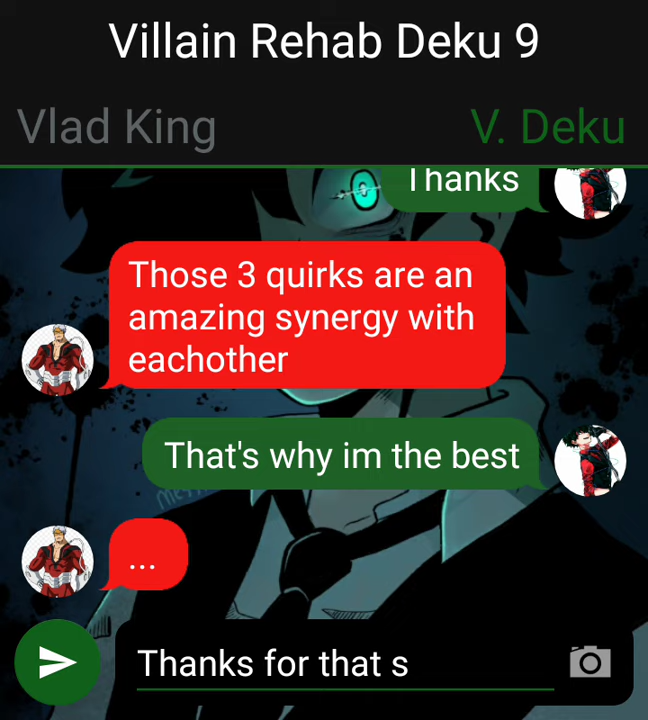 Villain Rehab Deku 9
Vlad King
V. Deku
Thanks
Those 3 quirks are an
amazing synergy with
eachother
That's why im the best
...
Thanks for that s